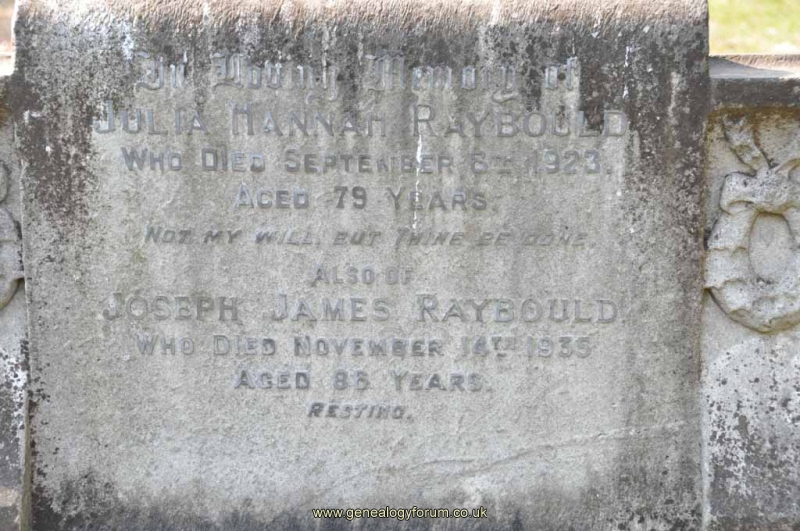 In Loving Memory of
JULIA HANNAH RAYBOULD
WHO DIED SEPTEMBER 6TH 1923.
AGED 79 YEARS.
NOT MY WILL, BUT THINE BE DONE.
ALSO OF
JOSEPH JAMES RAYBOULD
WHO DIED NOVEMBER 14TH 1935
AGED 86 YEARS.
RESTING.
www.genealogyforum.co.uk